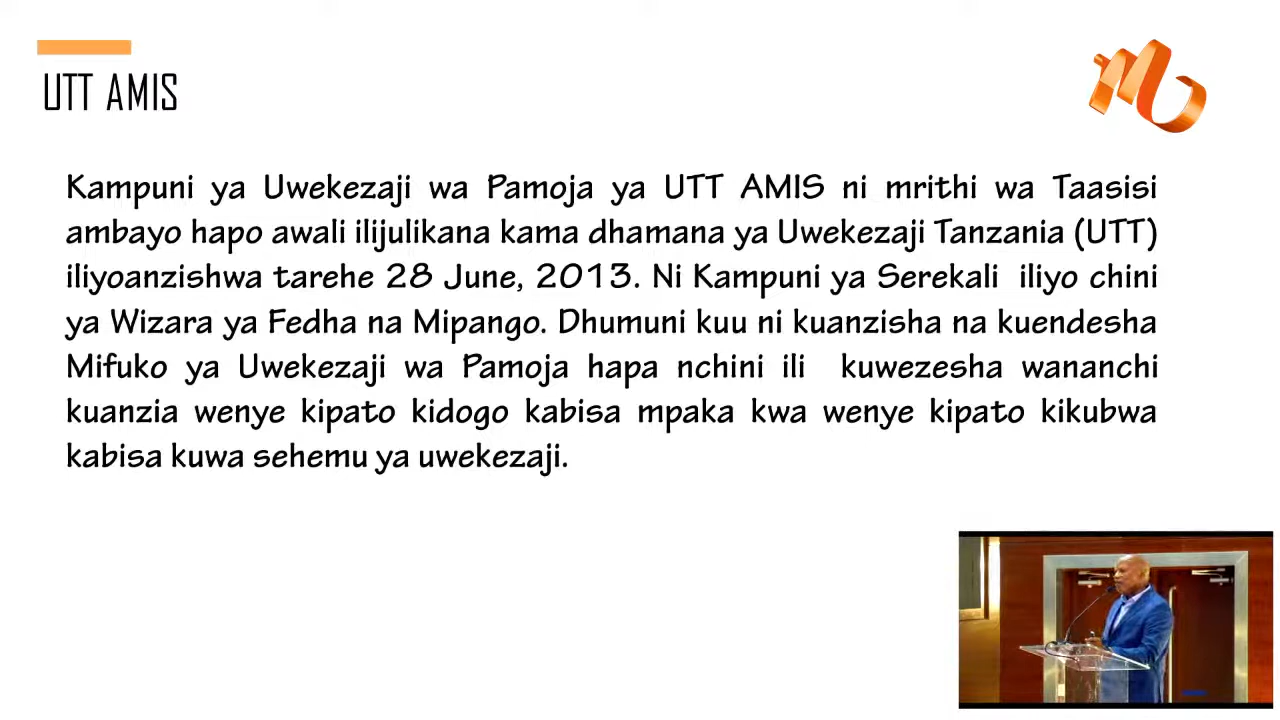 UTT AMIS
Kampuni ya Uwekezaji wa Pamoja ya UTT AMIS ni mrithi wa Taasisi
ambayo hapo awali ilijulikana kama dhamana ya Uwekezaji Tanzania (UTT)
iliyoanzishwa tarehe 28 June, 2013. Ni Kampuni ya Serekali iliyo chini
ya Wizara ya Fedha na Mipango. Dhumuni kuu ni kuanzisha na kuendesha
Mifuko ya Uwekezaji wa Pamoja hapa nchini ili kuwezesha wananchi
kuanzia wenye kipato kidogo kabisa mpaka kwa wenye kipato kikubwa
kabisa kuwa sehemu ya uwekezaji.